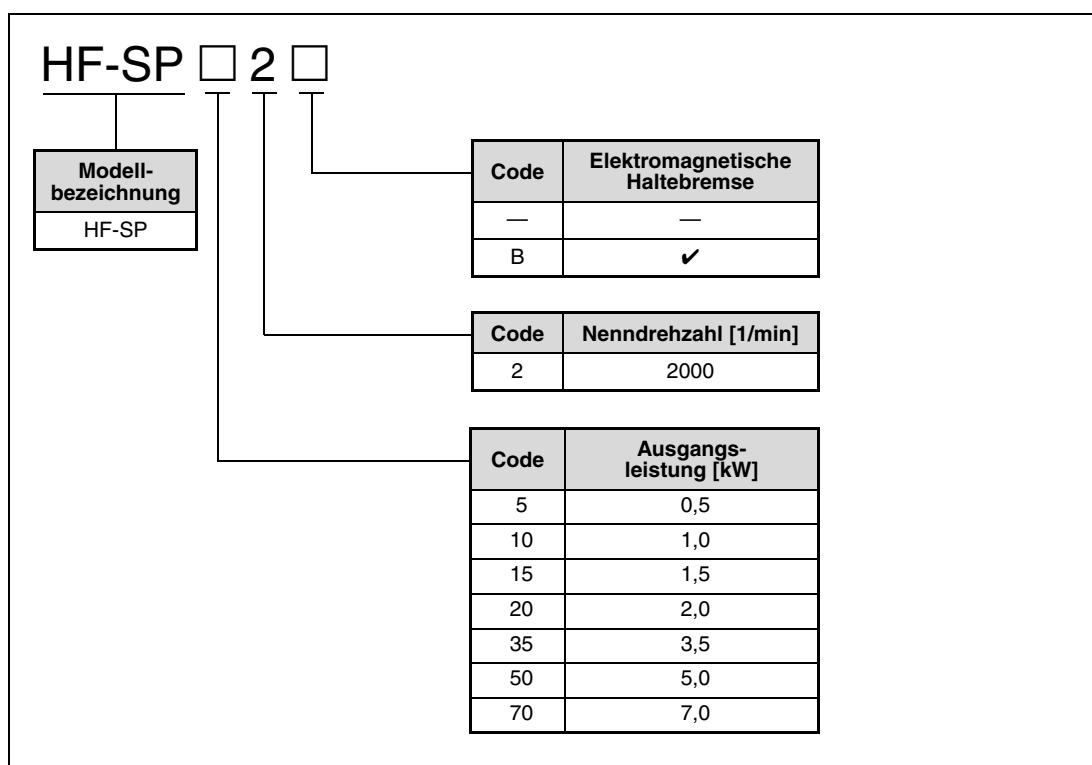 HF-SP □ 2 □
Modell-
bezeichnung
HF-SP
Code Elektromagnetische
Haltebremse
— —
B ✔
Code Nenndrehzahl [1/min]
2 2000
Code Ausgangs-
leistung [kW]
5 0,5
10 1,0
15 1,5
20 2,0
35 3,5
50 5,0
70 7,0